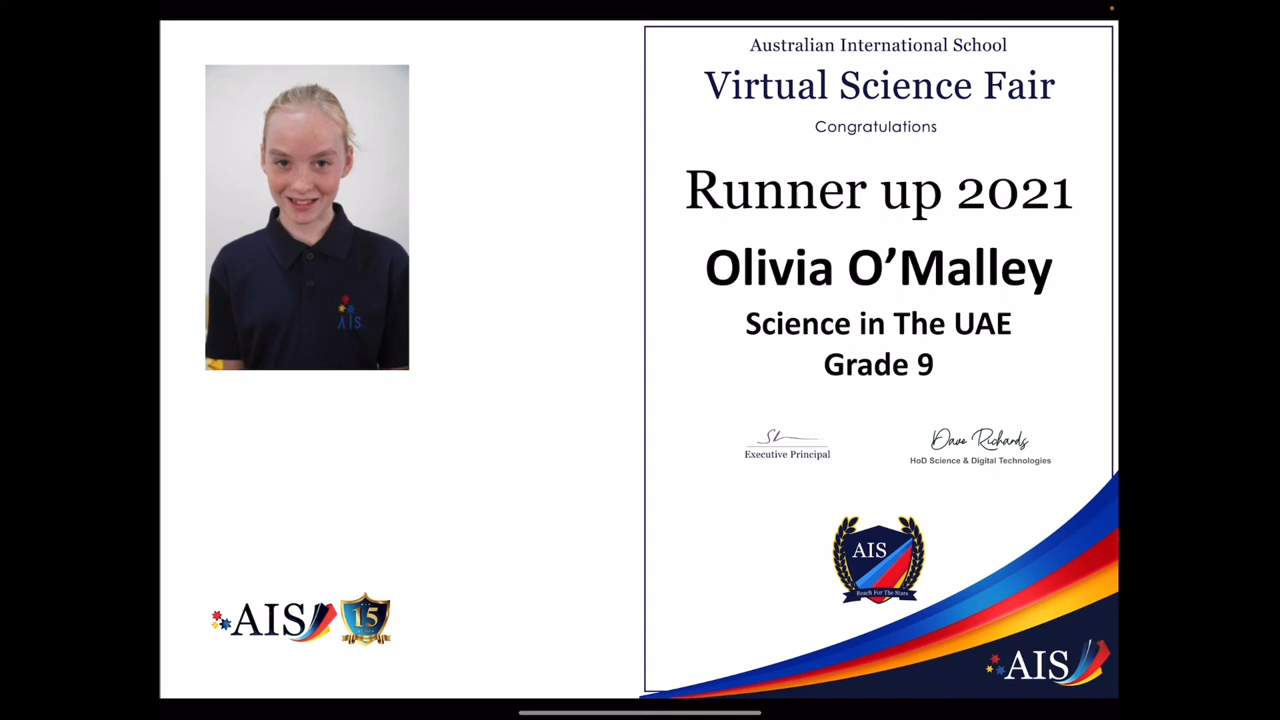 AIS
AIS
15
Australian International School
Virtual Science Fair
Congratulations
Runner up 2021
Olivia O’Malley
Science in The UAE
Grade 9
Executive Principal
Dave Richards
HoD Science & Digital Technologies
AIS
Reach For The Stars
AIS